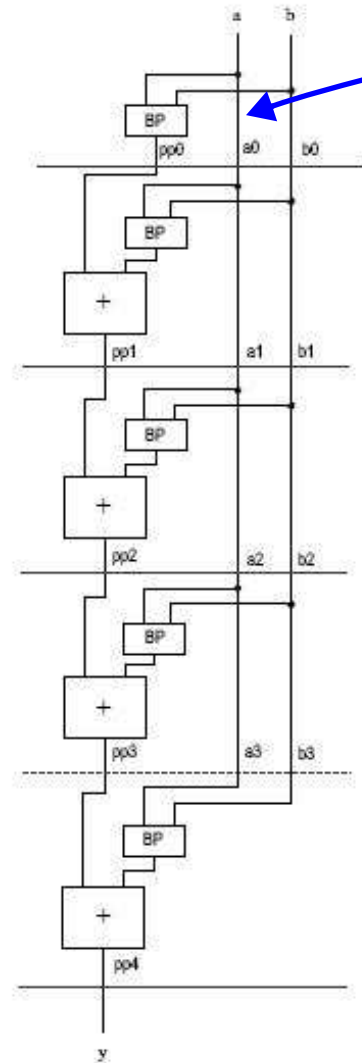 a b
BP
pp0 a0 b0
BP
+
pp1 a1 b1
BP
+
pp2 a2 b2
BP
+
pp3 a3 b3
BP
+
pp4
y